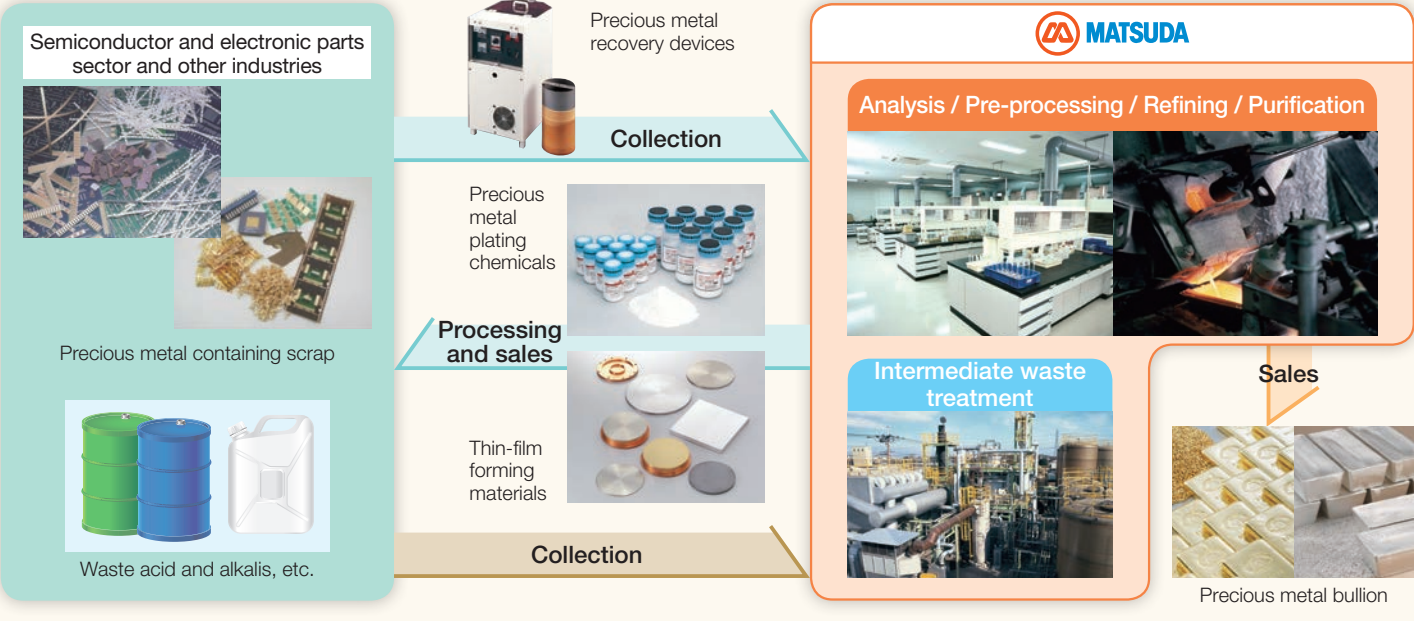 Semiconductor and electronic parts
sector and other industries
Precious metal containing scrap
Waste acid and alkalis, etc.
Precious metal
recovery devices
Collection
Precious
metal
plating
chemicals
Processing
and sales
Thin-film
forming
materials
Collection
MATSUDA
Analysis / Pre-processing / Refining / Purification
Intermediate waste
treatment
Sales
Precious metal bullion